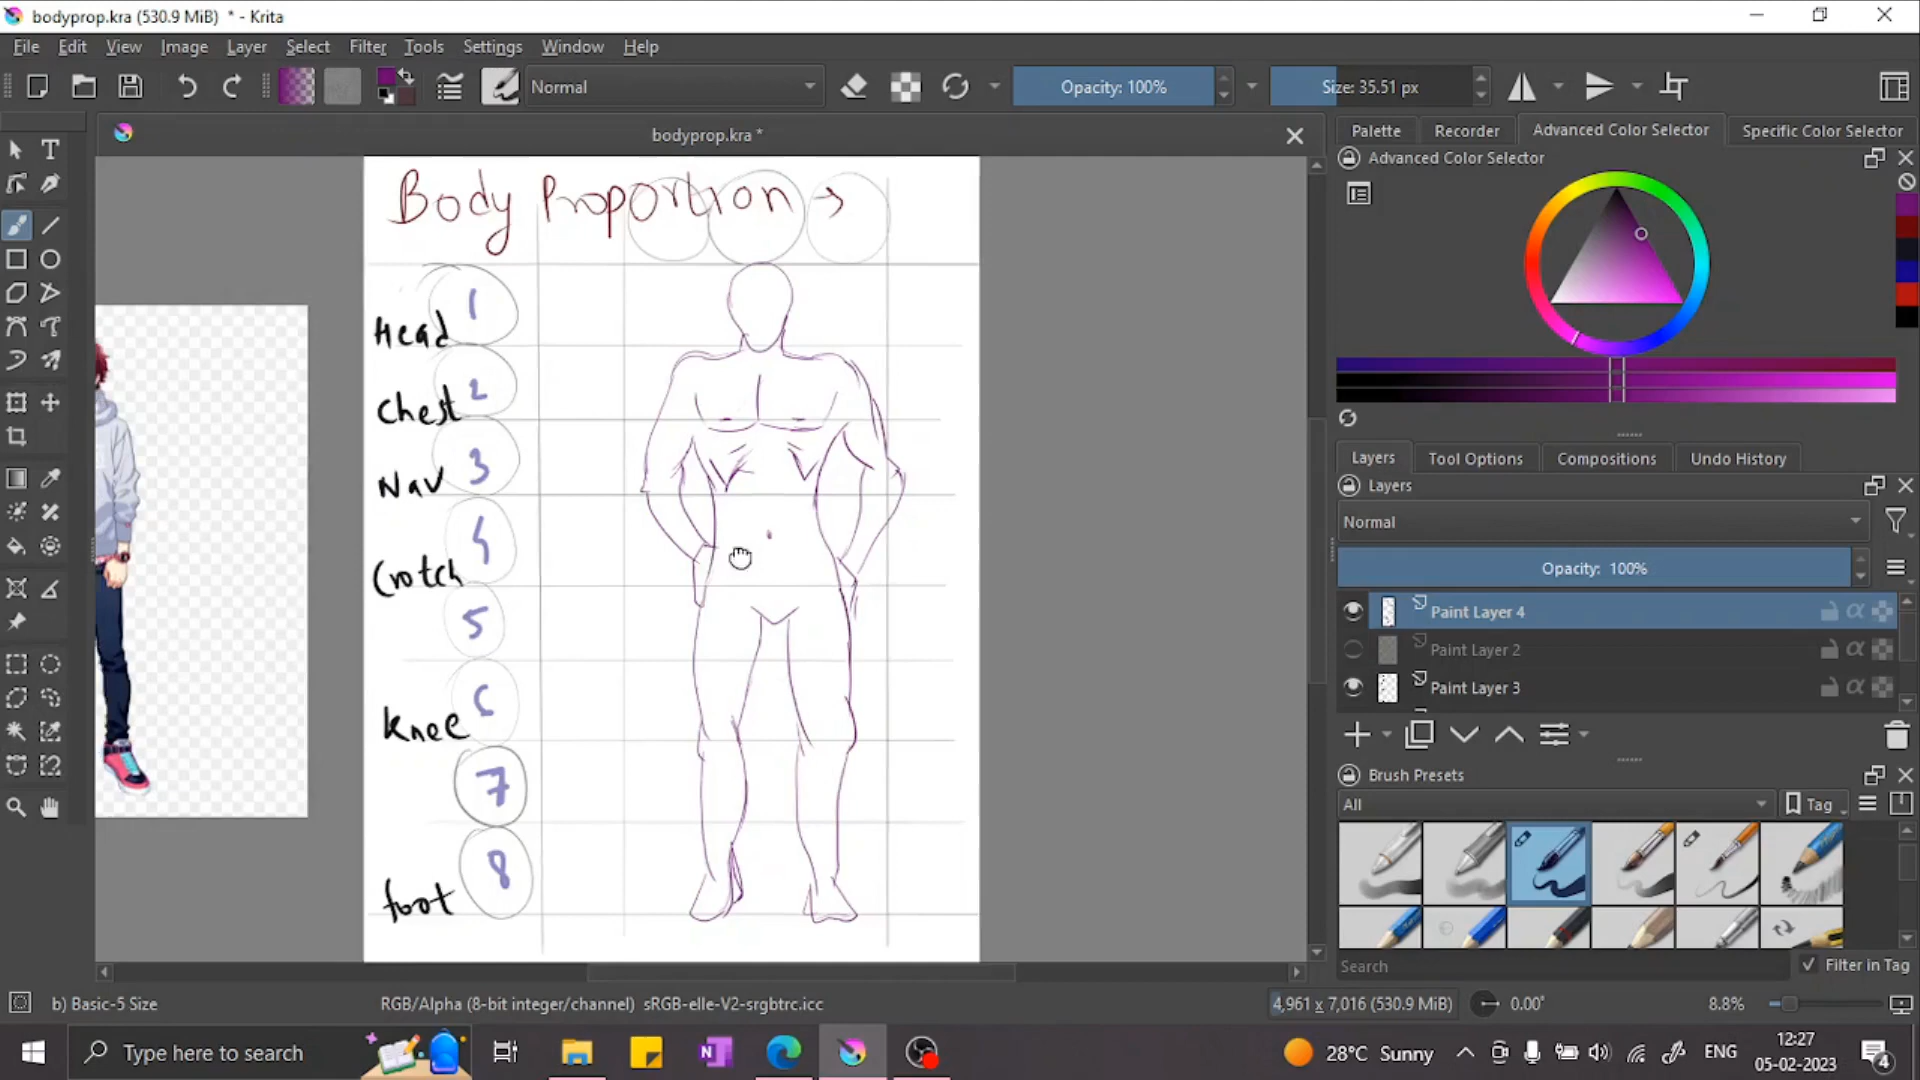 bodyprop.kra (530.9 MiB) * - Krita
File Edit View Image Layer Select Filter Tools Settings Window Help
Normal
Opacity: 100%
Size: 35.51 px
bodyprop.kra *
Palette Recorder Advanced Color Selector Specific Color Selector
Advanced Color Selector
Body Proportion →
1
Head
2
Chest
3
Nav
4
Crotch
5
6
Knee
7
8
foot
Layers Tool Options Compositions Undo History
Layers
Normal
Opacity: 100%
Paint Layer 4
Paint Layer 2
Paint Layer 3
Brush Presets
All
Tag
Search
Filter in Tag
b) Basic-5 Size
RGB/Alpha (8-bit integer/channel) sRGB-elle-V2-srgbtrc.icc
4,961 x 7,016 (530.9 MiB)
0.00°
8.8%
Type here to search
28°C Sunny
ENG
12:27
05-02-2023
4